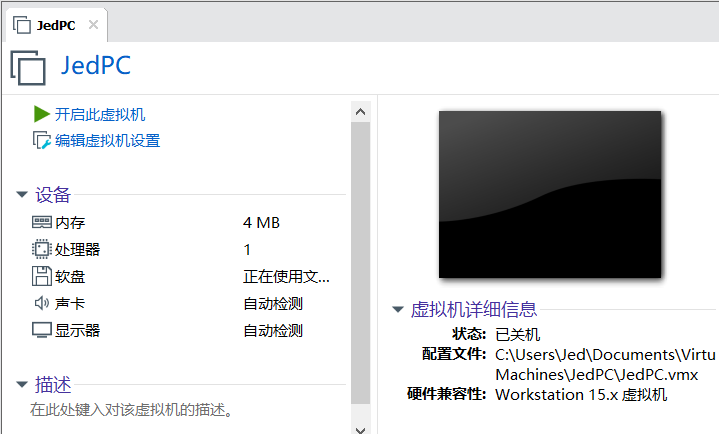 JedPC
JedPC
开启此虚拟机
编辑虚拟机设置
设备
内存 4 MB
处理器 1
软盘 正在使用文...
声卡 自动检测
显示器 自动检测
描述
在此处键入对该虚拟机的描述。
虚拟机详细信息
状态: 已关机
配置文件: C:\Users\Jed\Documents\Virtu
Machines\JedPC\JedPC.vmx
硬件兼容性: Workstation 15.x 虚拟机